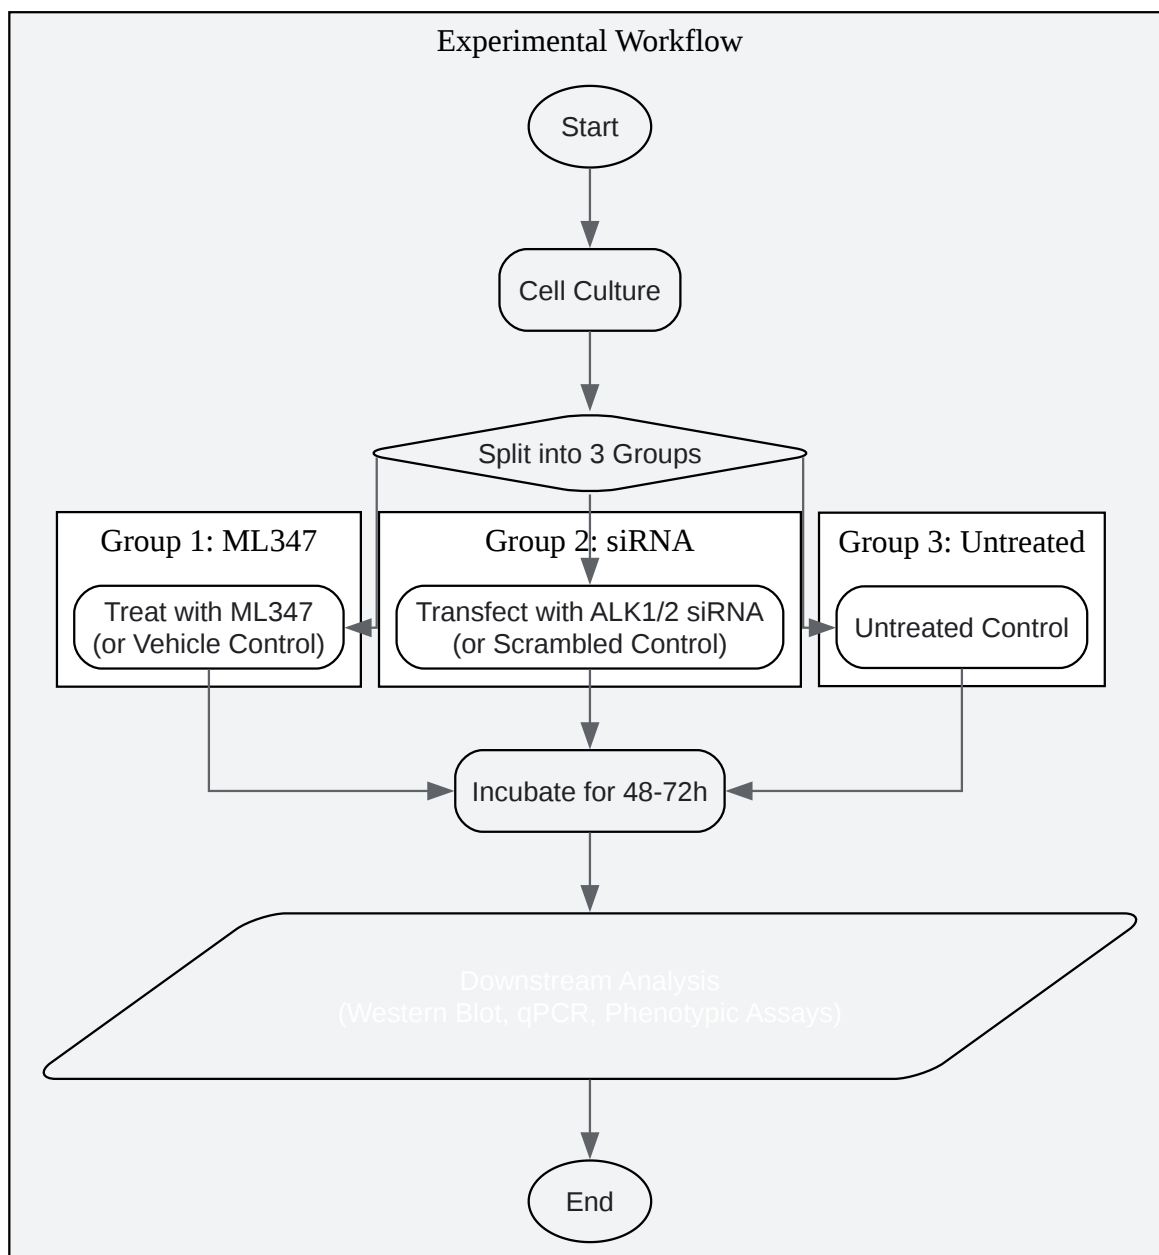 Experimental Workflow
Start
Cell Culture
Split into 3 Groups
Group 1: ML347
Group 2: siRNA
Group 3: Untreated
Treat with ML347
(or Vehicle Control)
Transfect with ALK1/2 siRNA
(or Scrambled Control)
Untreated Control
Incubate for 48-72h
Downstream Analysis
(Western Blot, qPCR, Phenotypic Assays)
End